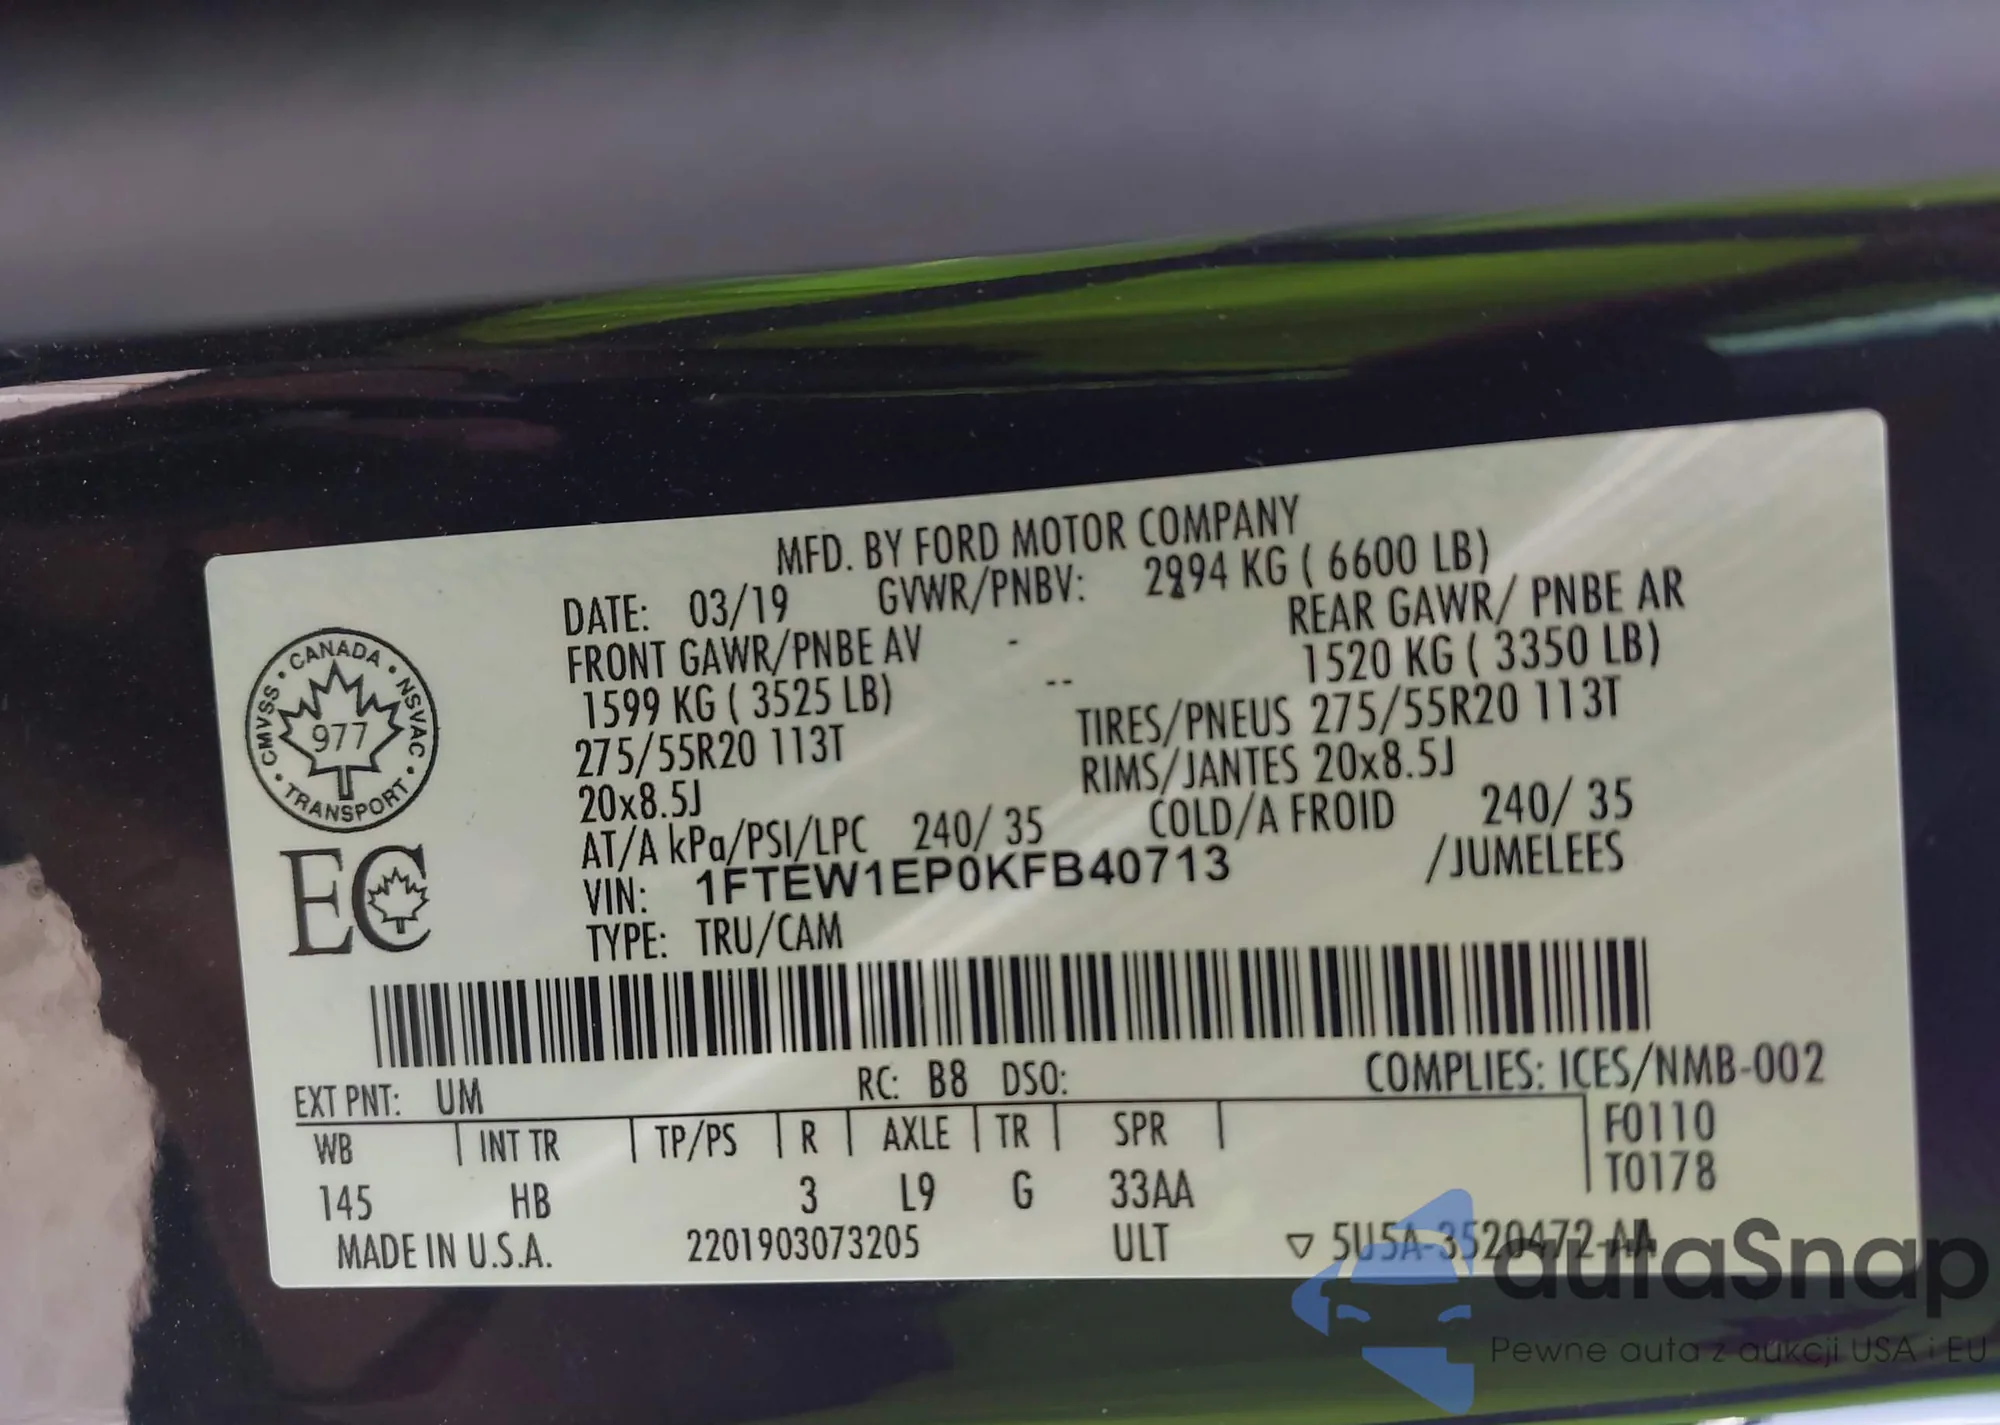 MFD. BY FORD MOTOR COMPANY
DATE: 03/19 GVWR/PNBV: 2994 KG ( 6600 LB)
FRONT GAWR/PNBE AV - REAR GAWR/ PNBE AR
1599 KG ( 3525 LB) -- 1520 KG ( 3350 LB)
275/55R20 113T TIRES/PNEUS 275/55R20 113T
20x8.5J RIMS/JANTES 20x8.5J
AT/A kPa/PSI/LPC 240/ 35 COLD/A FROID 240/ 35
VIN: 1FTEW1EP0KFB40713 /JUMELEES
TYPE: TRU/CAM
CANADA · NSVAC · TRANSPORT · CMVSS ·
977
EC
EXT PNT: UM RC: B8 DSO: COMPLIES: ICES/NMB-002
WB INT TR TP/PS R AXLE TR SPR F0110
T0178
145 HB 3 L9 G 33AA
MADE IN U.S.A. 2201903073205 ULT ▽ 5U5A-3520472-AA
autaSnap
Pewne auta z aukcji USA i EU